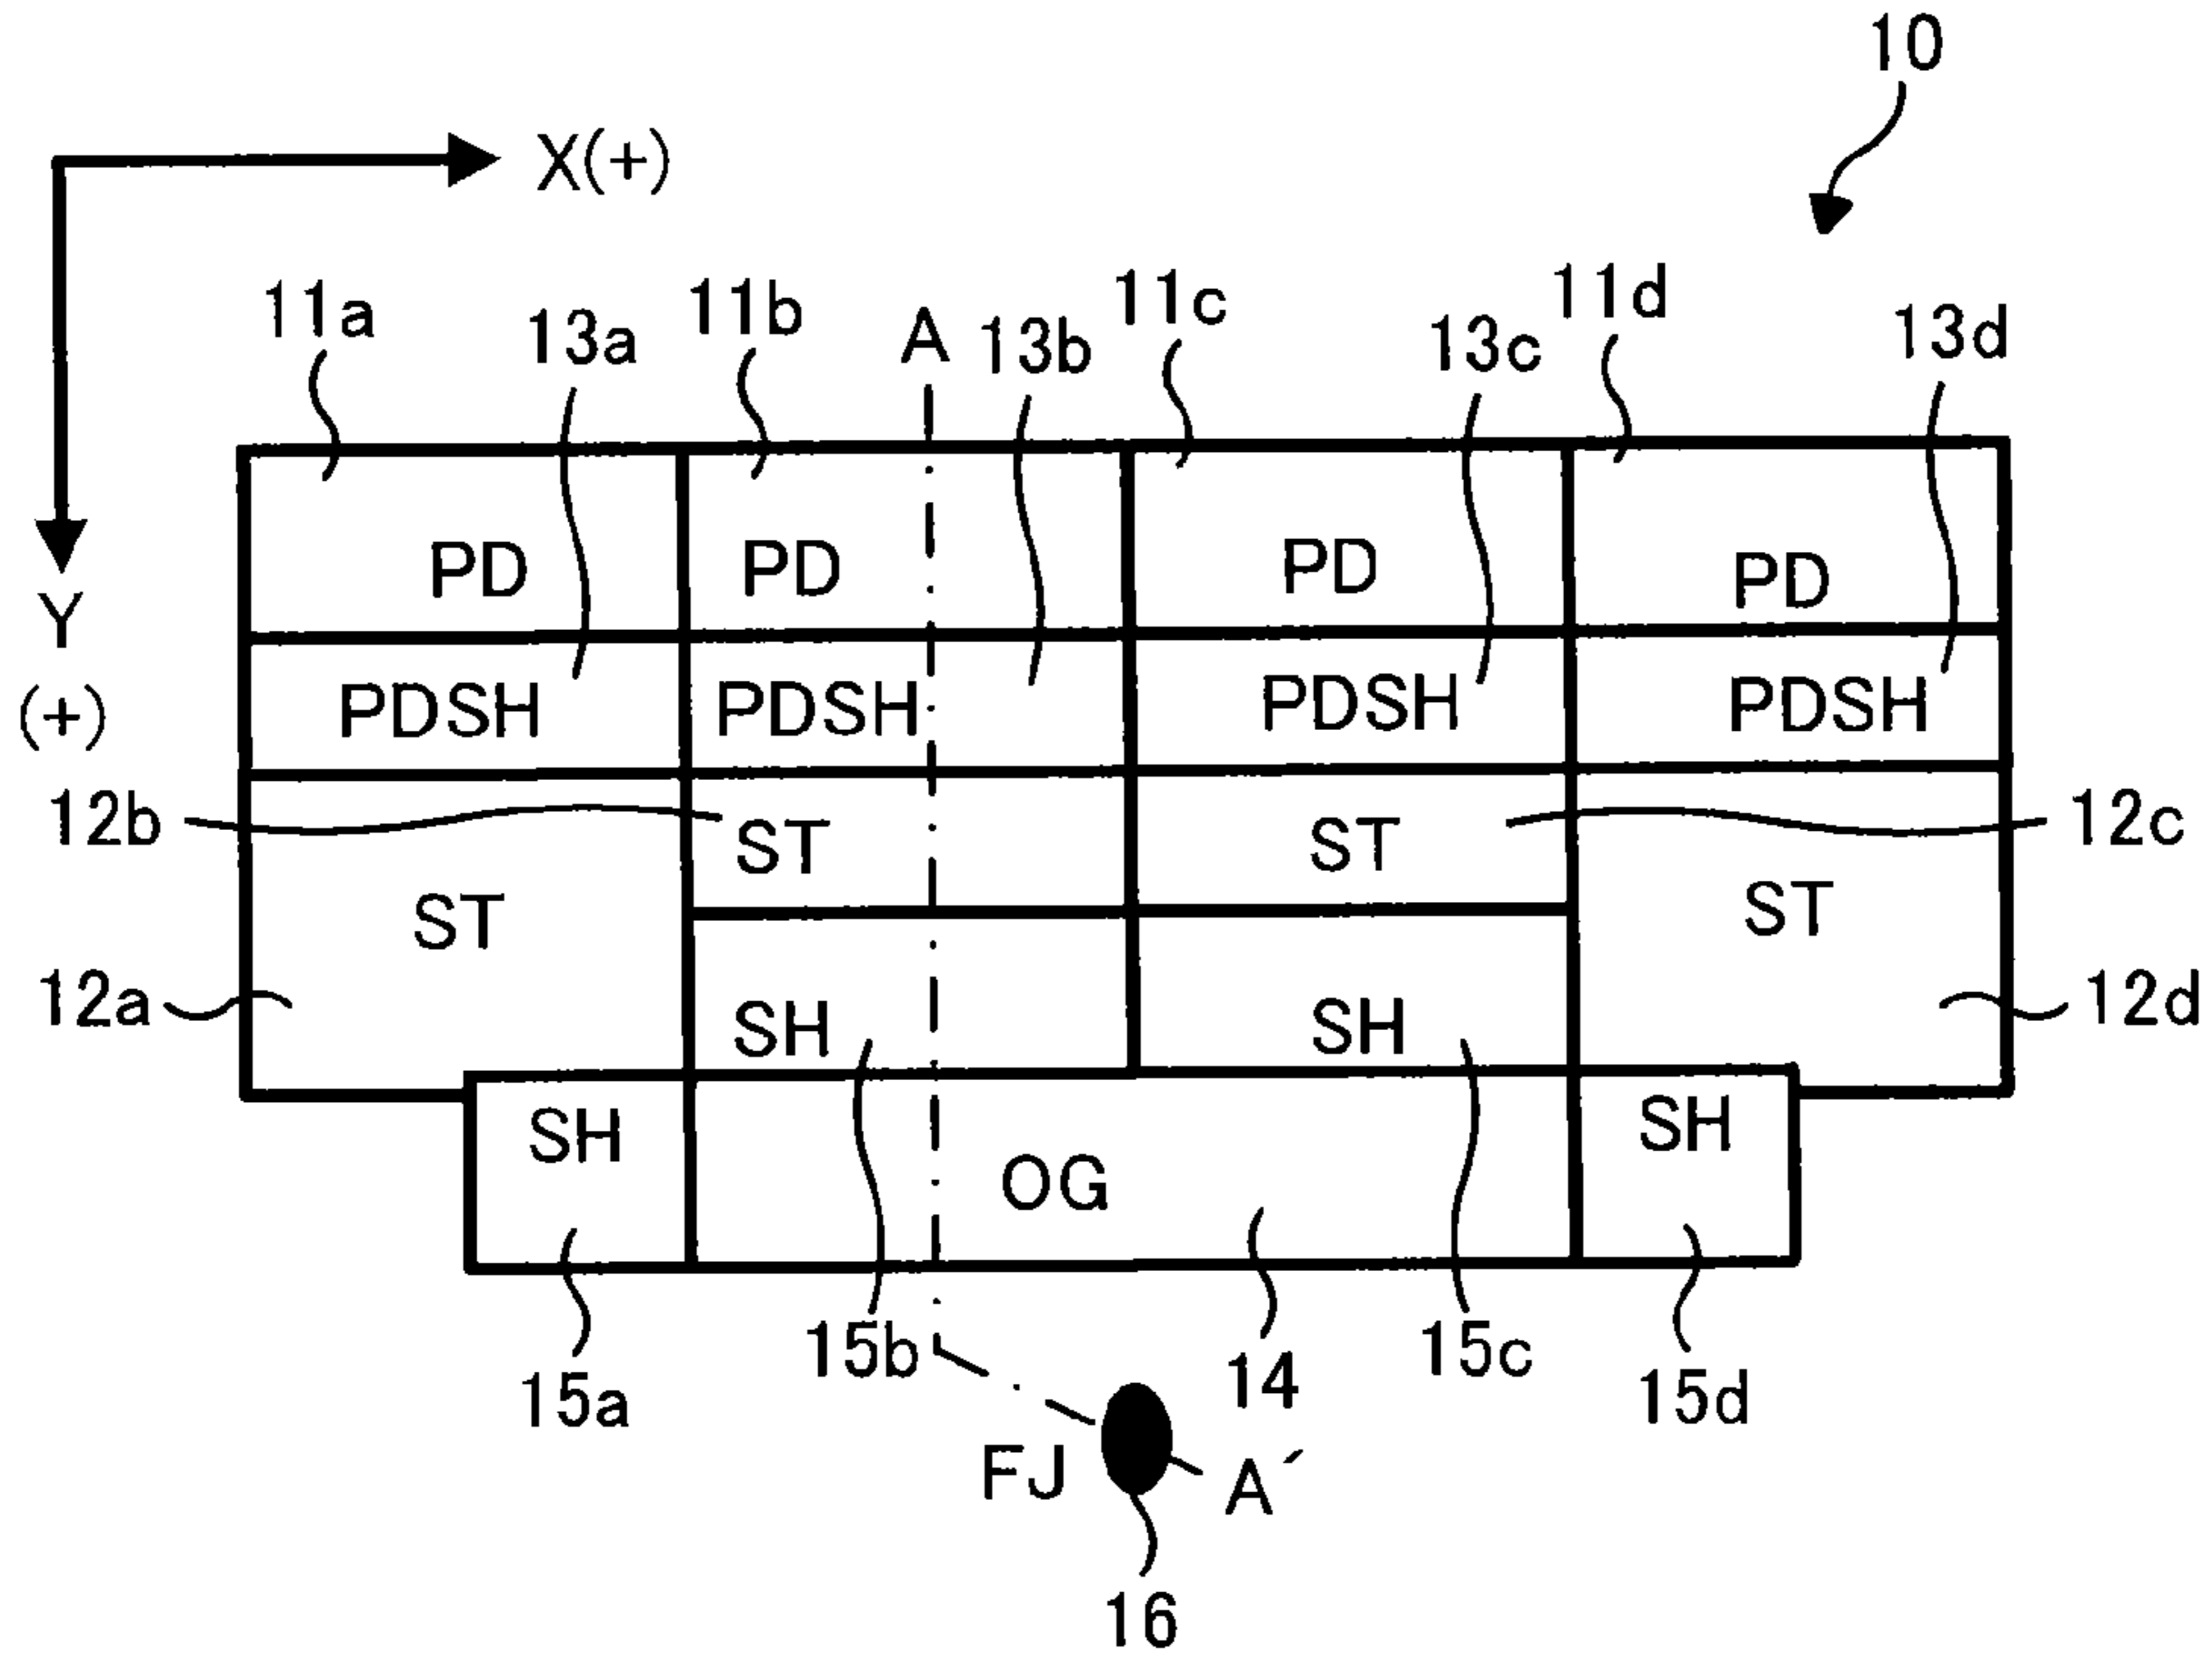 10
X(+)
11a 13a 11b A 13b 11c 13c 11d 13d
PD PD PD PD
Y
(+)
PDSH PDSH PDSH PDSH
12b ST ST 12c
ST ST
12a SH SH 12d
SH SH
OG
15a 15b 14 15c 15d
FJ A´
16